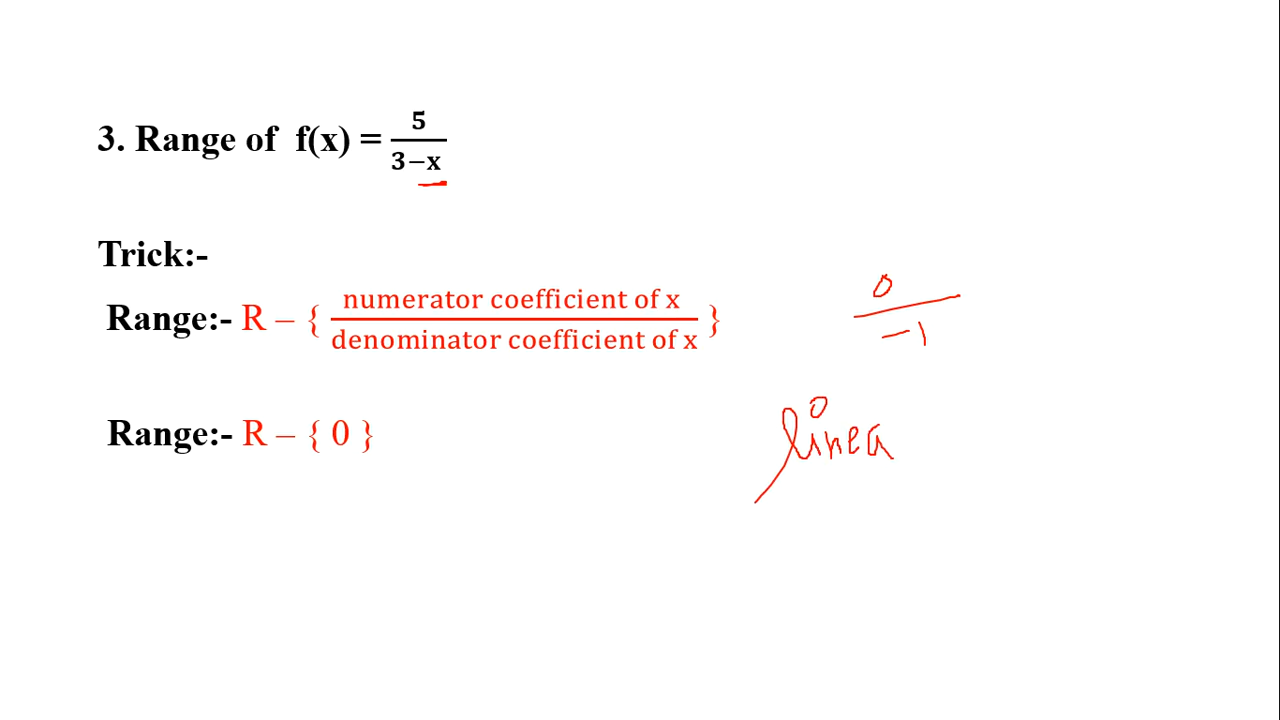 3. Range of f(x) = 5/(3−x)
Trick:-
Range:- R – { numerator coefficient of x / denominator coefficient of x }
0
−1
Range:- R – { 0 }
linea